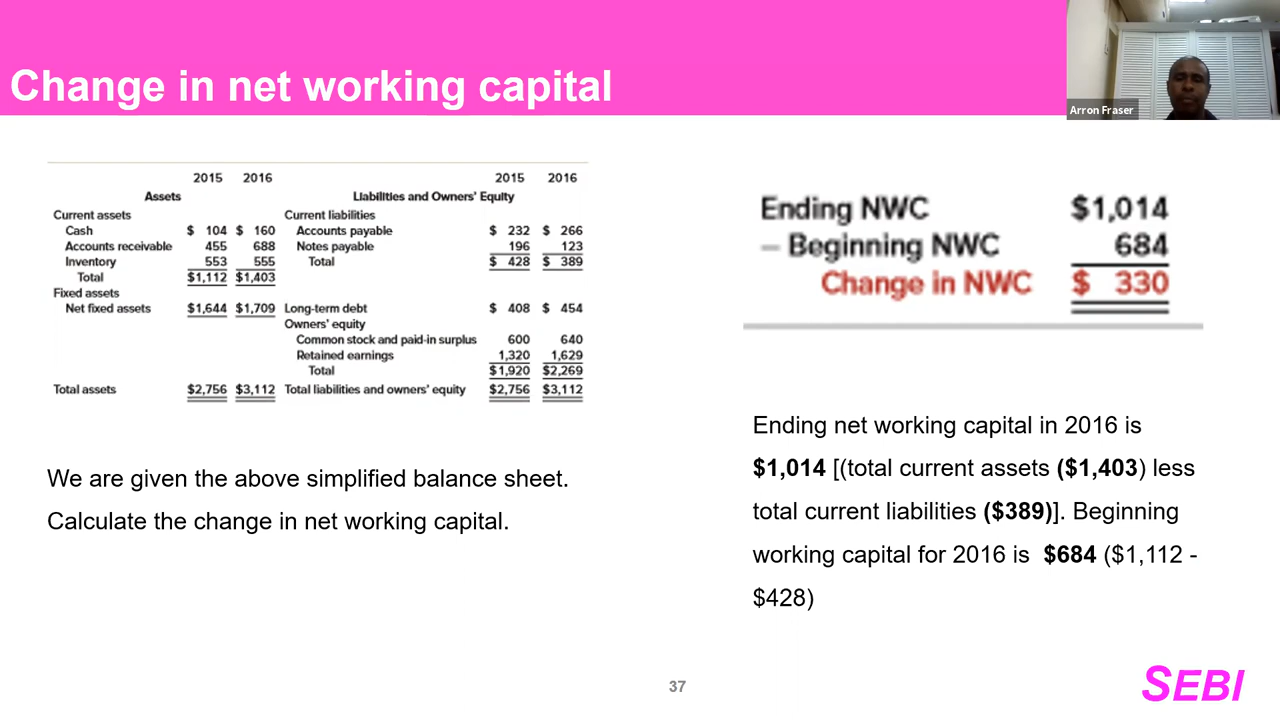 Change in net working capital
Arron Fraser
2015 2016 2015 2016
Assets Liabilities and Owners' Equity
Current assets Current liabilities
Cash $ 104 $ 160 Accounts payable $ 232 $ 266
Accounts receivable 455 688 Notes payable 196 123
Inventory 553 555 Total $ 428 $ 389
Total $1,112 $1,403
Fixed assets
Net fixed assets $1,644 $1,709 Long-term debt $ 408 $ 454
Owners' equity
Common stock and paid-in surplus 600 640
Retained earnings 1,320 1,629
Total $1,920 $2,269
Total assets $2,756 $3,112 Total liabilities and owners' equity $2,756 $3,112
We are given the above simplified balance sheet.
Calculate the change in net working capital.
Ending NWC $1,014
– Beginning NWC 684
Change in NWC $ 330
Ending net working capital in 2016 is
$1,014 [(total current assets ($1,403) less
total current liabilities ($389)]. Beginning
working capital for 2016 is $684 ($1,112 -
$428)
37
SEBI